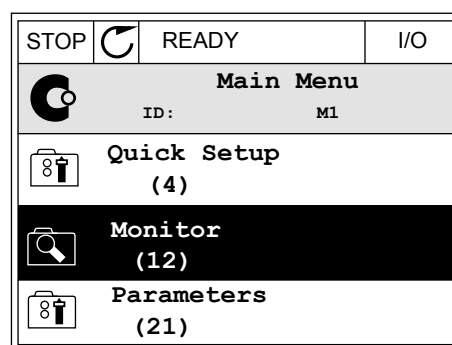 STOP READY I/O
Main Menu
ID: M1
Quick Setup
(4)
Monitor
(12)
Parameters
(21)